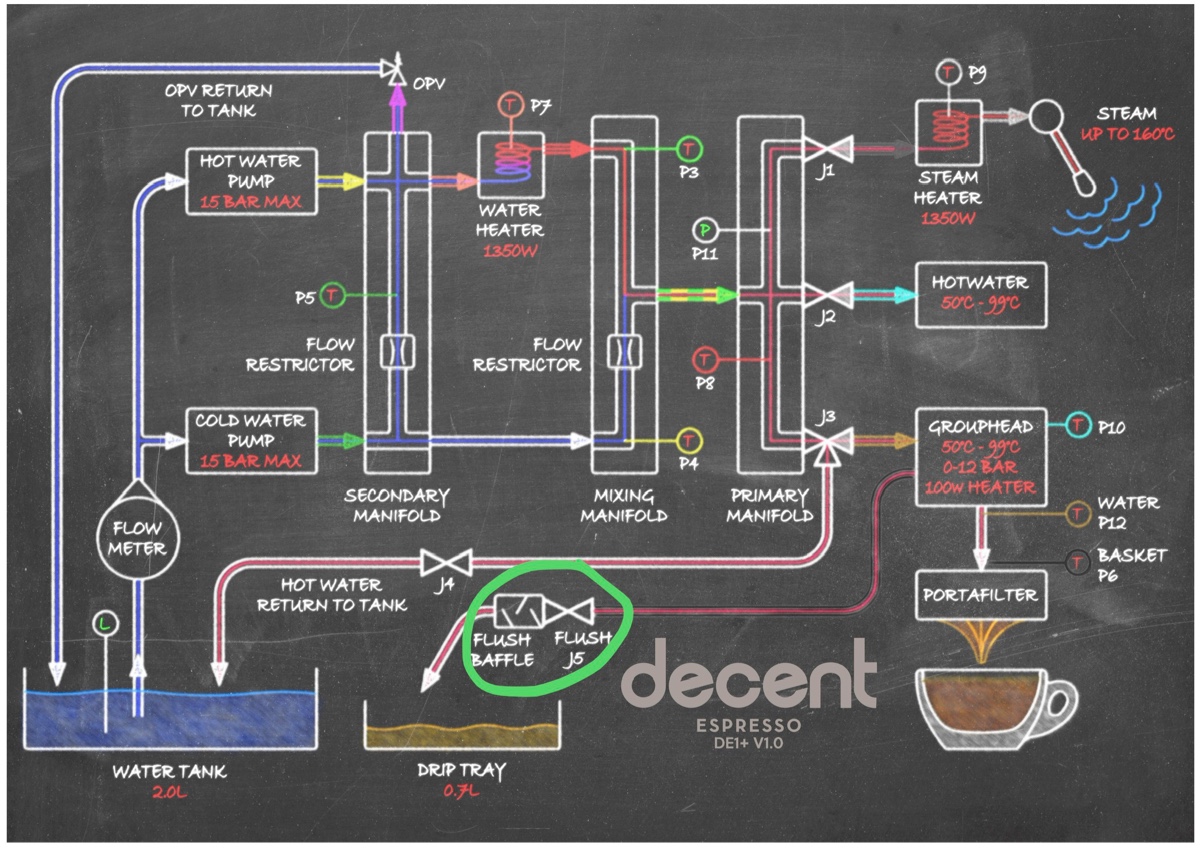 OPV RETURN
TO TANK
OPV
HOT WATER
PUMP
15 BAR MAX
T
P7
WATER
HEATER
1350W
T
P3
T
P9
STEAM
HEATER
1350W
STEAM
UP TO 160°C
J1
P
P11
P5
T
J2
HOTWATER
50°C - 99°C
FLOW
RESTRICTOR
FLOW
RESTRICTOR
T
P8
COLD WATER
PUMP
15 BAR MAX
T
P4
J3
GROUPHEAD
50°C - 99°C
0-12 BAR
100W HEATER
T
P10
SECONDARY
MANIFOLD
MIXING
MANIFOLD
PRIMARY
MANIFOLD
FLOW
METER
T
WATER
P12
T
BASKET
P6
J4
HOT WATER
RETURN TO TANK
PORTAFILTER
L
FLUSH
BAFFLE
FLUSH
J5
decent
ESPRESSO
DE1+ V1.0
WATER TANK
2.0L
DRIP TRAY
0.7L